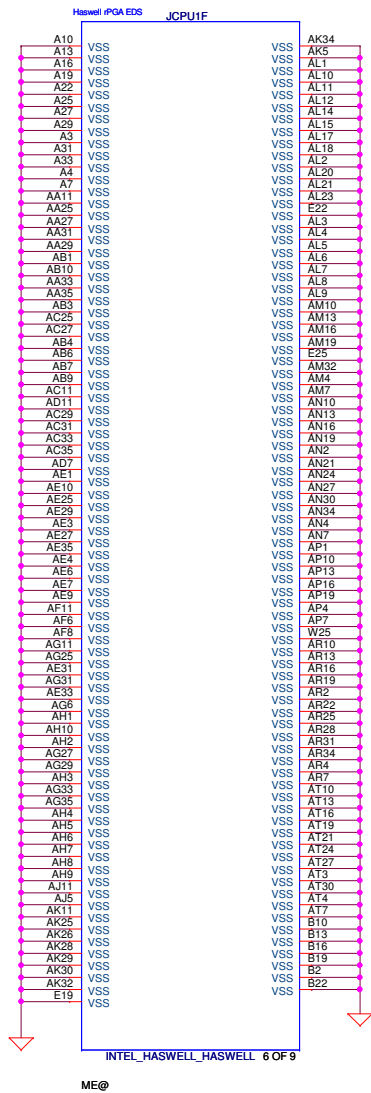 Haswell rPGA EDS JCPU1F
A10 VSS VSS AK34
A13 VSS VSS AK5
A16 VSS VSS AL1
A19 VSS VSS AL10
A22 VSS VSS AL11
A25 VSS VSS AL12
A27 VSS VSS AL14
A29 VSS VSS AL15
A3 VSS VSS AL17
A31 VSS VSS AL18
A33 VSS VSS AL2
A4 VSS VSS AL20
A7 VSS VSS AL21
AA11 VSS VSS AL23
AA25 VSS VSS E22
AA27 VSS VSS AL3
AA31 VSS VSS AL4
AA29 VSS VSS AL5
AB1 VSS VSS AL6
AB10 VSS VSS AL7
AA33 VSS VSS AL8
AA35 VSS VSS AL9
AB3 VSS VSS AM10
AC25 VSS VSS AM13
AC27 VSS VSS AM16
AB4 VSS VSS AM19
AB6 VSS VSS E25
AB7 VSS VSS AM32
AB9 VSS VSS AM4
AC11 VSS VSS AM7
AD11 VSS VSS AN10
AC29 VSS VSS AN13
AC31 VSS VSS AN16
AC33 VSS VSS AN19
AC35 VSS VSS AN2
AD7 VSS VSS AN21
AE1 VSS VSS AN24
AE10 VSS VSS AN27
AE25 VSS VSS AN30
AE29 VSS VSS AN34
AE3 VSS VSS AN4
AE27 VSS VSS AN7
AE35 VSS VSS AP1
AE4 VSS VSS AP10
AE6 VSS VSS AP13
AE7 VSS VSS AP16
AE9 VSS VSS AP19
AF11 VSS VSS AP4
AF6 VSS VSS AP7
AF8 VSS VSS W25
AG11 VSS VSS AR10
AG25 VSS VSS AR13
AE31 VSS VSS AR16
AG31 VSS VSS AR19
AE33 VSS VSS AR2
AG6 VSS VSS AR22
AH1 VSS VSS AR25
AH10 VSS VSS AR28
AH2 VSS VSS AR31
AG27 VSS VSS AR34
AG29 VSS VSS AR4
AH3 VSS VSS AR7
AG33 VSS VSS AT10
AG35 VSS VSS AT13
AH4 VSS VSS AT16
AH5 VSS VSS AT19
AH6 VSS VSS AT21
AH7 VSS VSS AT24
AH8 VSS VSS AT27
AH9 VSS VSS AT3
AJ11 VSS VSS AT30
AJ5 VSS VSS AT4
AK11 VSS VSS AT7
AK25 VSS VSS B10
AK26 VSS VSS B13
AK28 VSS VSS B16
AK29 VSS VSS B19
AK30 VSS VSS B2
AK32 VSS VSS B22
E19 VSS
INTEL_HASWELL_HASWELL 6 OF 9
ME@